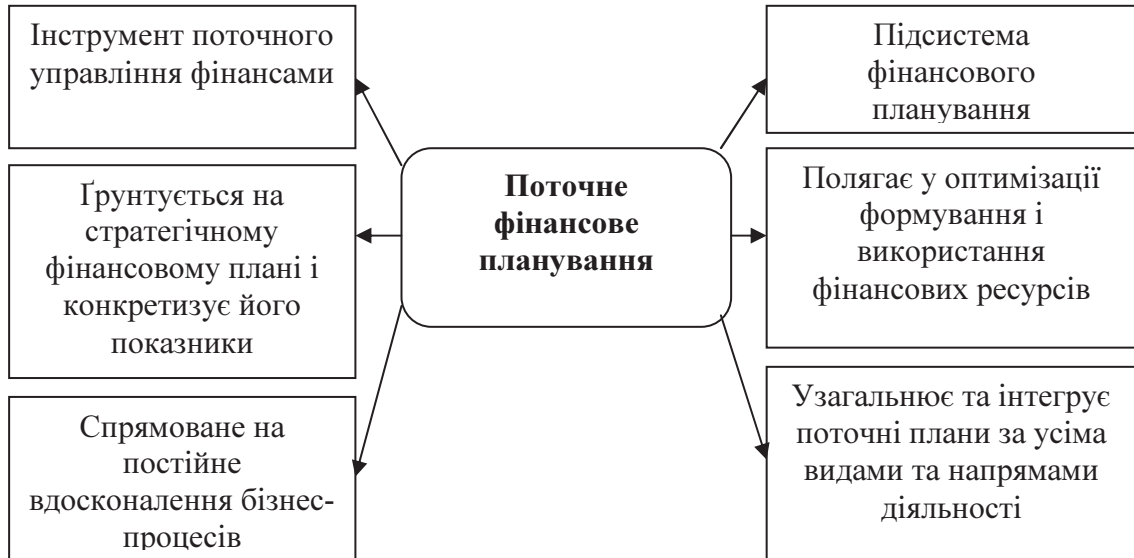 Інструмент поточного
управління фінансами
Ґрунтується на
стратегічному
фінансовому плані і
конкретизує його
показники
Спрямоване на
постійне
вдосконалення бізнес-
процесів
Поточне
фінансове
планування
Підсистема
фінансового
планування
Полягає у оптимізації
формування і
використання
фінансових ресурсів
Узагальнює та інтегрує
поточні плани за усіма
видами та напрямами
діяльності